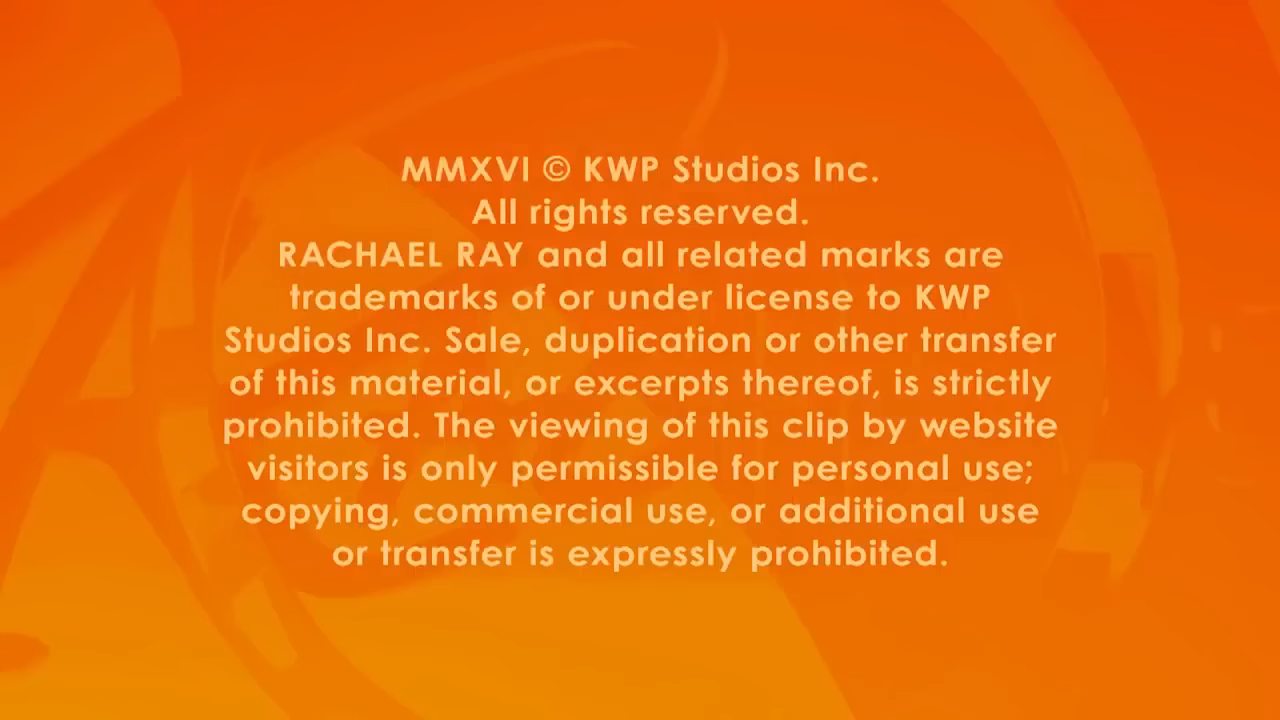 MMXVI © KWP Studios Inc.
All rights reserved.
RACHAEL RAY and all related marks are
trademarks of or under license to KWP
Studios Inc. Sale, duplication or other transfer
of this material, or excerpts thereof, is strictly
prohibited. The viewing of this clip by website
visitors is only permissible for personal use;
copying, commercial use, or additional use
or transfer is expressly prohibited.